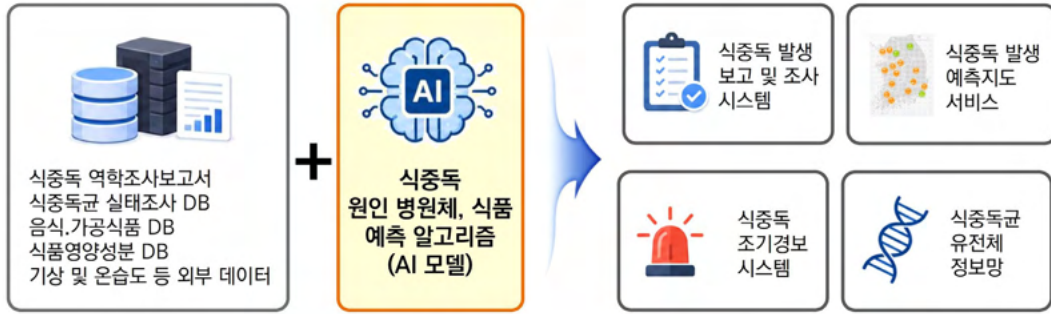 식중독 역학조사보고서
식중독균 실태조사 DB
음식.가공식품 DB
식품영양성분 DB
기상 및 온습도 등 외부 데이터
+
AI
식중독
원인 병원체, 식품
예측 알고리즘
(AI 모델)
식중독 발생
보고 및 조사
시스템
식중독 발생
예측지도
서비스
식중독
조기경보
시스템
식중독균
유전체
정보망